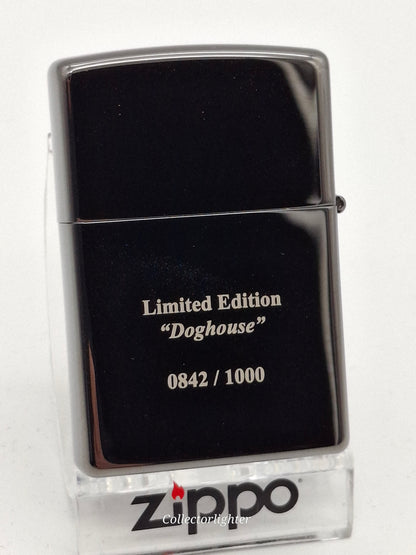 Limited Edition
“Doghouse”
0842 / 1000
zippo
Collectorlighter